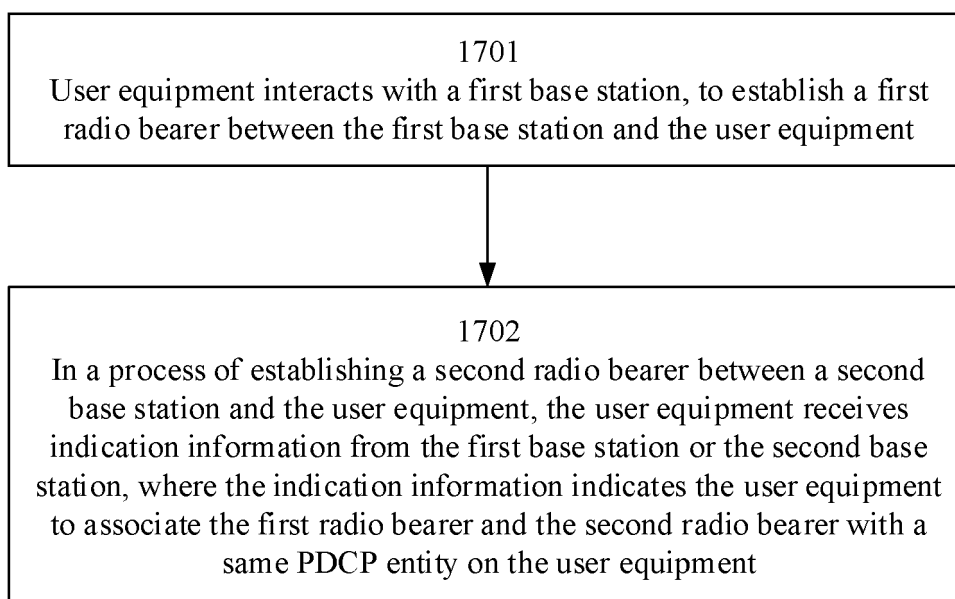 1701
User equipment interacts with a first base station, to establish a first
radio bearer between the first base station and the user equipment
1702
In a process of establishing a second radio bearer between a second
base station and the user equipment, the user equipment receives
indication information from the first base station or the second base
station, where the indication information indicates the user equipment
to associate the first radio bearer and the second radio bearer with a
same PDCP entity on the user equipment